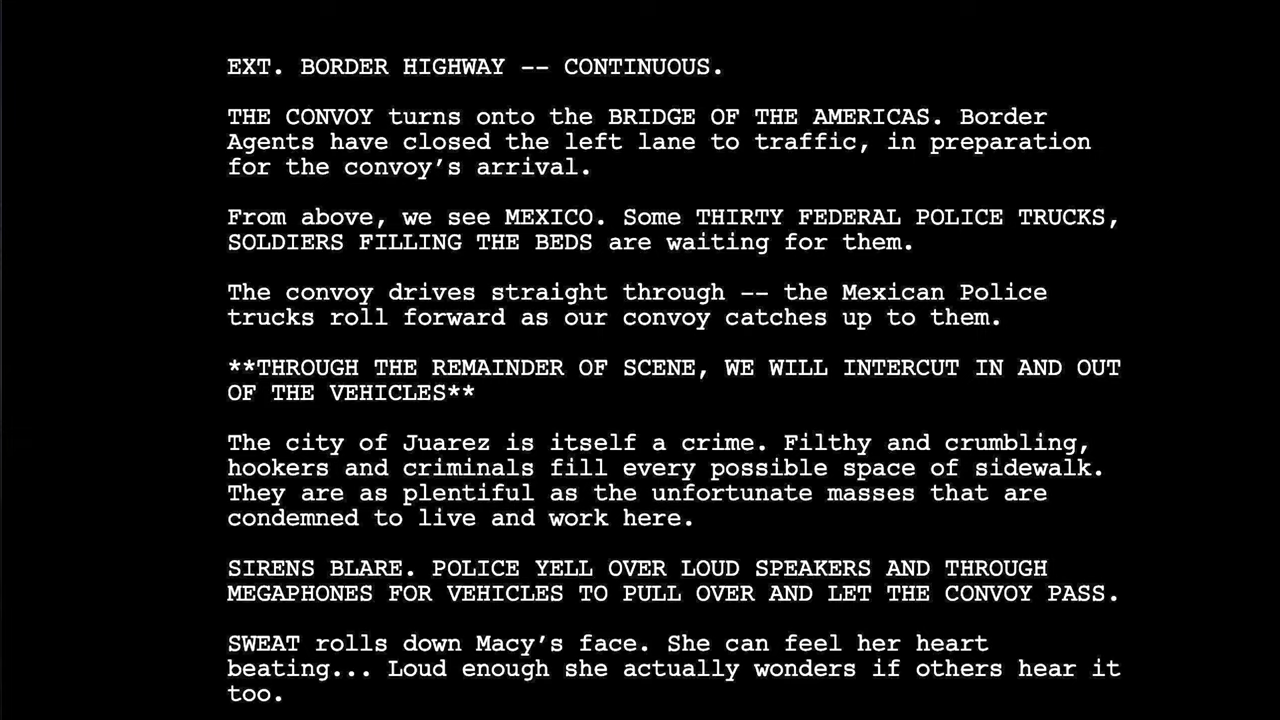 EXT. BORDER HIGHWAY -- CONTINUOUS.
THE CONVOY turns onto the BRIDGE OF THE AMERICAS. Border
Agents have closed the left lane to traffic, in preparation
for the convoy’s arrival.
From above, we see MEXICO. Some THIRTY FEDERAL POLICE TRUCKS,
SOLDIERS FILLING THE BEDS are waiting for them.
The convoy drives straight through -- the Mexican Police
trucks roll forward as our convoy catches up to them.
**THROUGH THE REMAINDER OF SCENE, WE WILL INTERCUT IN AND OUT
OF THE VEHICLES**
The city of Juarez is itself a crime. Filthy and crumbling,
hookers and criminals fill every possible space of sidewalk.
They are as plentiful as the unfortunate masses that are
condemned to live and work here.
SIRENS BLARE. POLICE YELL OVER LOUD SPEAKERS AND THROUGH
MEGAPHONES FOR VEHICLES TO PULL OVER AND LET THE CONVOY PASS.
SWEAT rolls down Macy’s face. She can feel her heart
beating... Loud enough she actually wonders if others hear it
too.